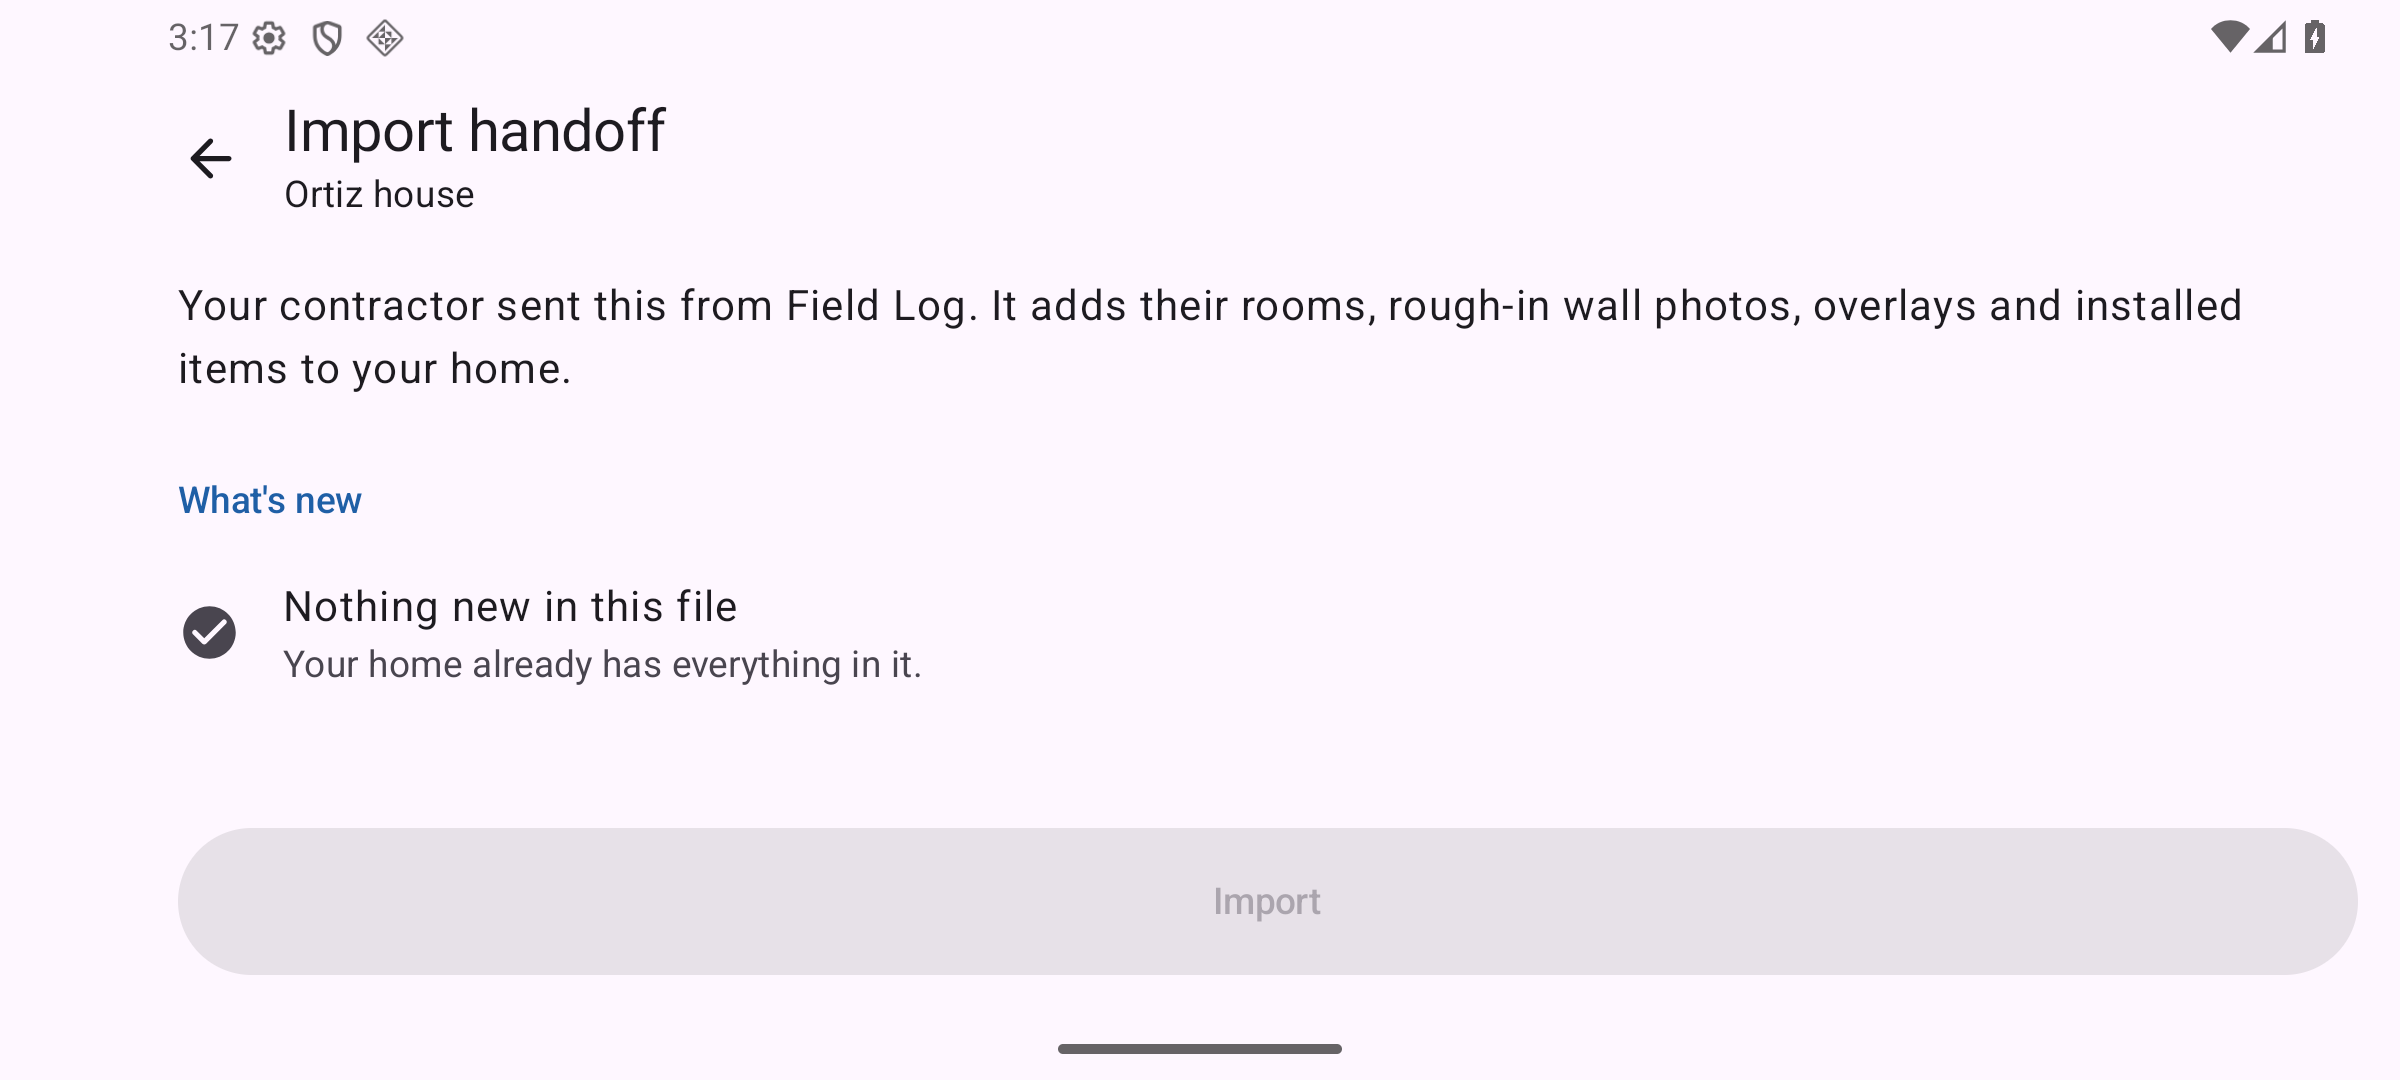 3:17
Import handoff
Ortiz house
Your contractor sent this from Field Log. It adds their rooms, rough-in wall photos, overlays and installed
items to your home.
What's new
Nothing new in this file
Your home already has everything in it.
Import